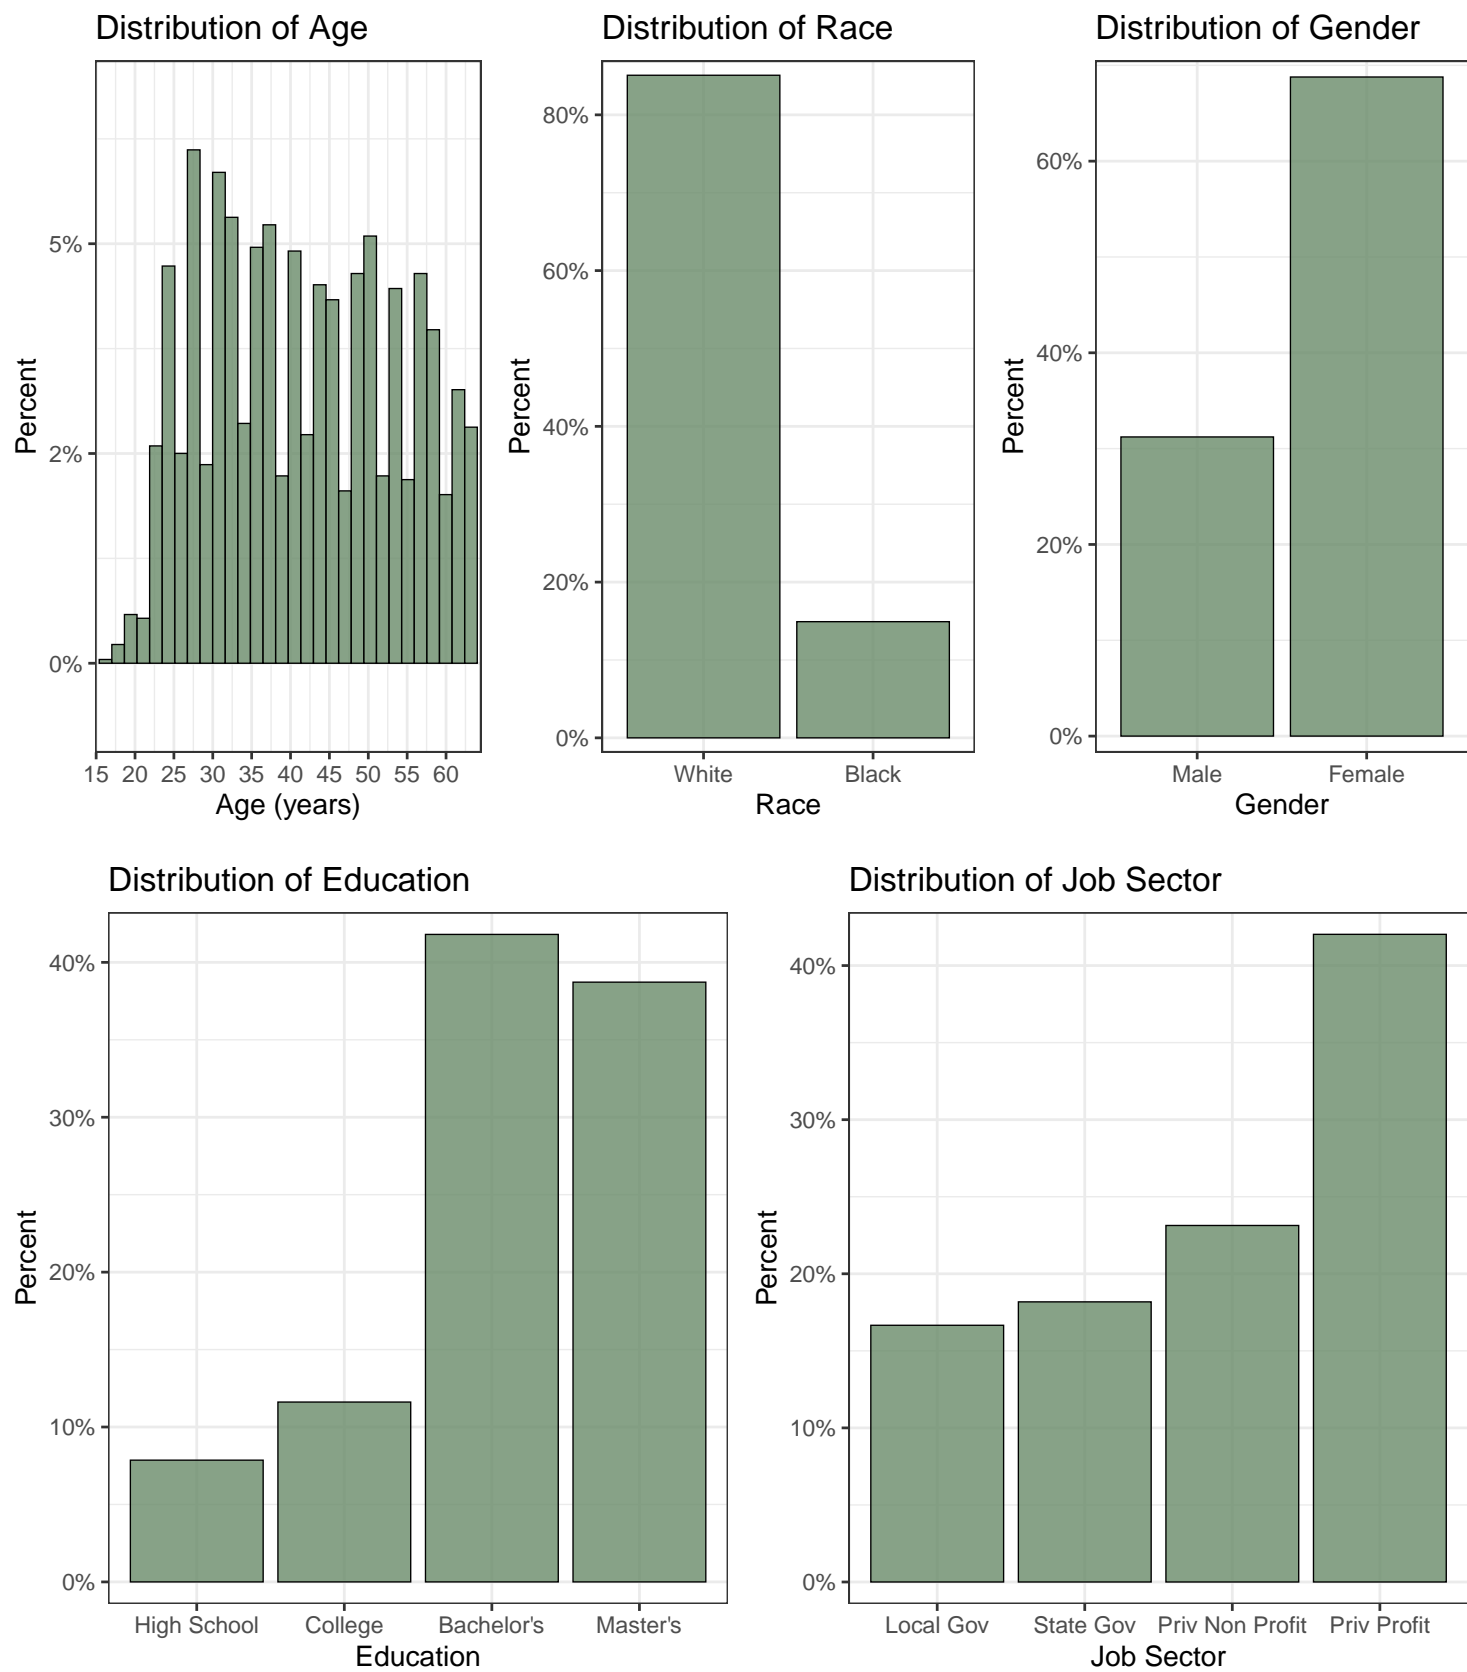 Distribution of Age
Percent
5%
2%
0%
15 20 25 30 35 40 45 50 55 60
Age (years)
Distribution of Race
Percent
80%
60%
40%
20%
0%
White Black
Race
Distribution of Gender
Percent
60%
40%
20%
0%
Male Female
Gender
Distribution of Education
Percent
40%
30%
20%
10%
0%
High School College Bachelor's Master's
Education
Distribution of Job Sector
Percent
40%
30%
20%
10%
0%
Local Gov State Gov Priv Non Profit Priv Profit
Job Sector